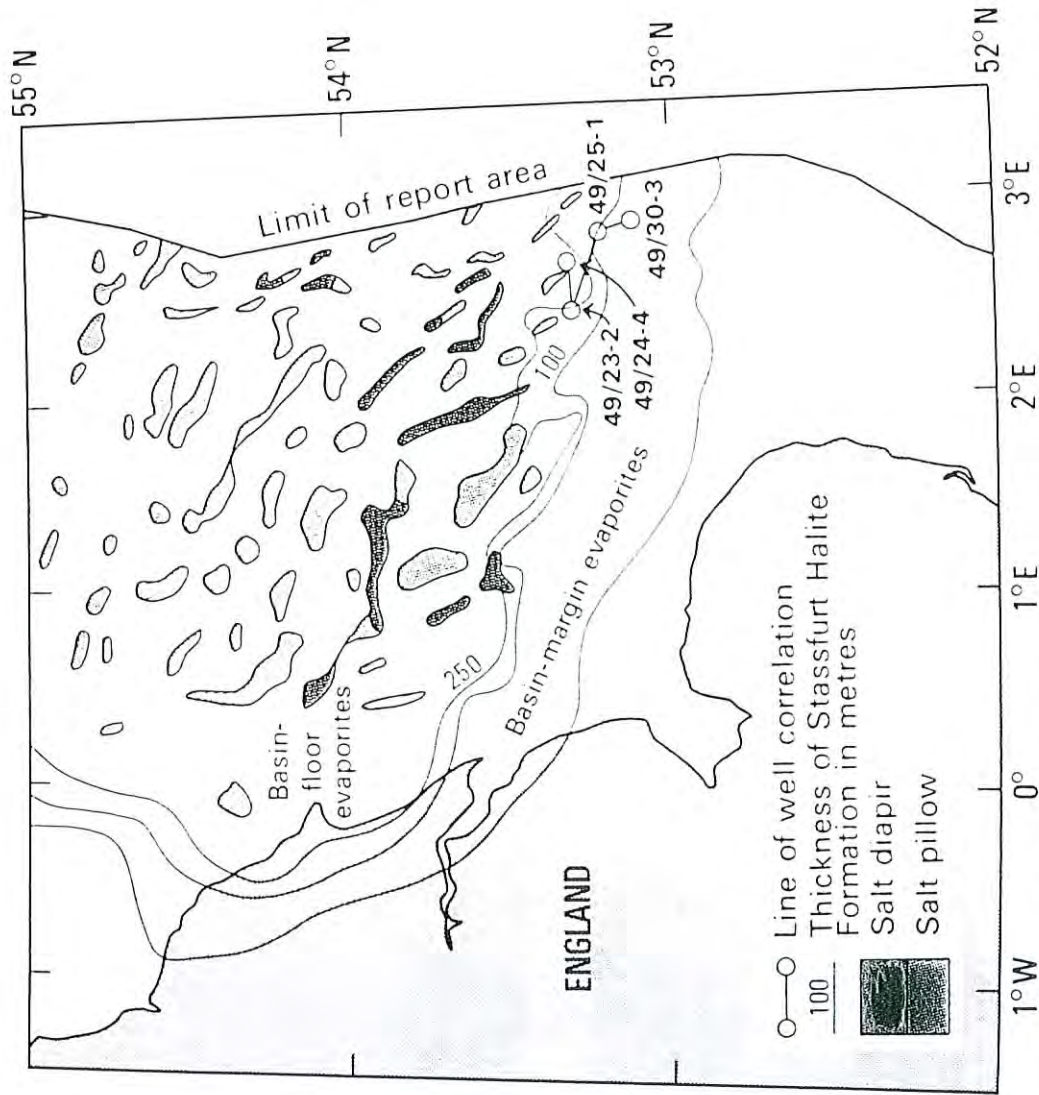 55°N
54°N
53°N
52°N
Limit of report area
Basin-
floor
evaporites
250
100
49/25-1
49/30-3
49/23-2
49/24-4
Basin-margin evaporites
ENGLAND
Line of well correlation
100
Thickness of Stassfurt Halite
Formation in metres
Salt diapir
Salt pillow
1°W
0°
1°E
2°E
3°E